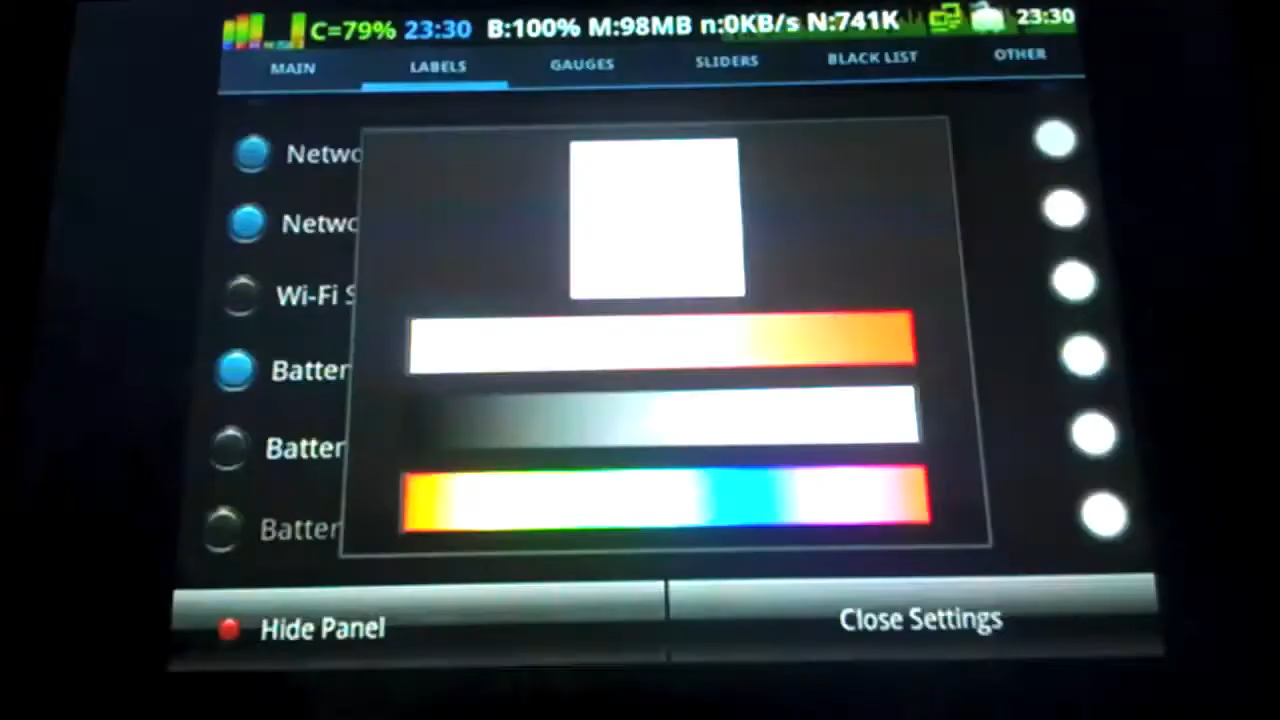 C=79% 23:30 B:100% M:98MB n:0KB/s N:741K 23:30
MAIN LABELS GAUGES SLIDERS BLACK LIST OTHER
Netwo
Netwo
Wi-Fi S
Batter
Batter
Batter
Hide Panel Close Settings